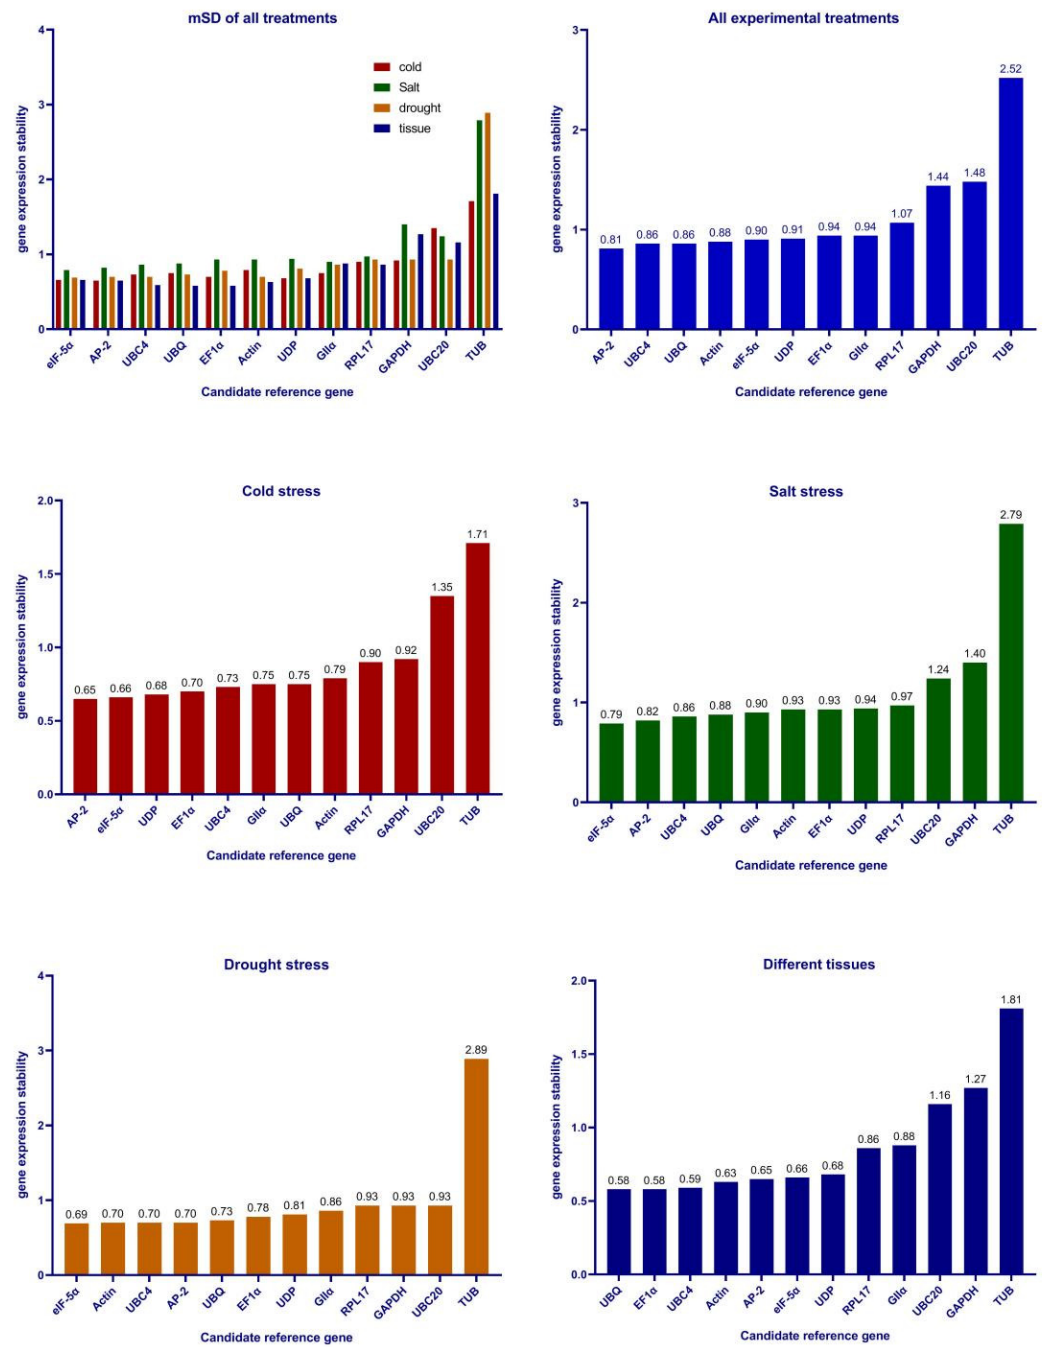 mSD of all treatments
gene expression stability
4
3
2
1
0
cold
Salt
drought
tissue
eIF-5α
AP-2
UBC4
UBQ
EF1α
Actin
UDP
GIIα
RPL17
GAPDH
UBC20
TUB
Candidate reference gene
All experimental treatments
gene expression stability
3
2
1
0
0.81
0.86
0.86
0.88
0.90
0.91
0.94
0.94
1.07
1.44
1.48
2.52
AP-2
UBC4
UBQ
Actin
eIF-5α
UDP
EF1α
GIIα
RPL17
GAPDH
UBC20
TUB
Candidate reference gene
Cold stress
gene expression stability
2.0
1.5
1.0
0.5
0.0
0.65
0.66
0.68
0.70
0.73
0.75
0.75
0.79
0.90
0.92
1.35
1.71
AP-2
eIF-5α
UDP
EF1α
UBC4
GIIα
UBQ
Actin
RPL17
GAPDH
UBC20
TUB
Candidate reference gene
Salt stress
gene expression stability
3
2
1
0
0.79
0.82
0.86
0.88
0.90
0.93
0.93
0.94
0.97
1.24
1.40
2.79
eIF-5α
AP-2
UBC4
UBQ
GIIα
Actin
EF1α
UDP
RPL17
UBC20
GAPDH
TUB
Candidate reference gene
Drought stress
gene expression stability
4
3
2
1
0
0.69
0.70
0.70
0.70
0.73
0.78
0.81
0.86
0.93
0.93
0.93
2.89
eIF-5α
Actin
UBC4
AP-2
UBQ
EF1α
UDP
GIIα
RPL17
GAPDH
UBC20
TUB
Candidate reference gene
Different tissues
gene expression stability
2.0
1.5
1.0
0.5
0.0
0.58
0.58
0.59
0.63
0.65
0.66
0.68
0.86
0.88
1.16
1.27
1.81
UBQ
EF1α
UBC4
Actin
AP-2
eIF-5α
UDP
RPL17
GIIα
UBC20
GAPDH
TUB
Candidate reference gene